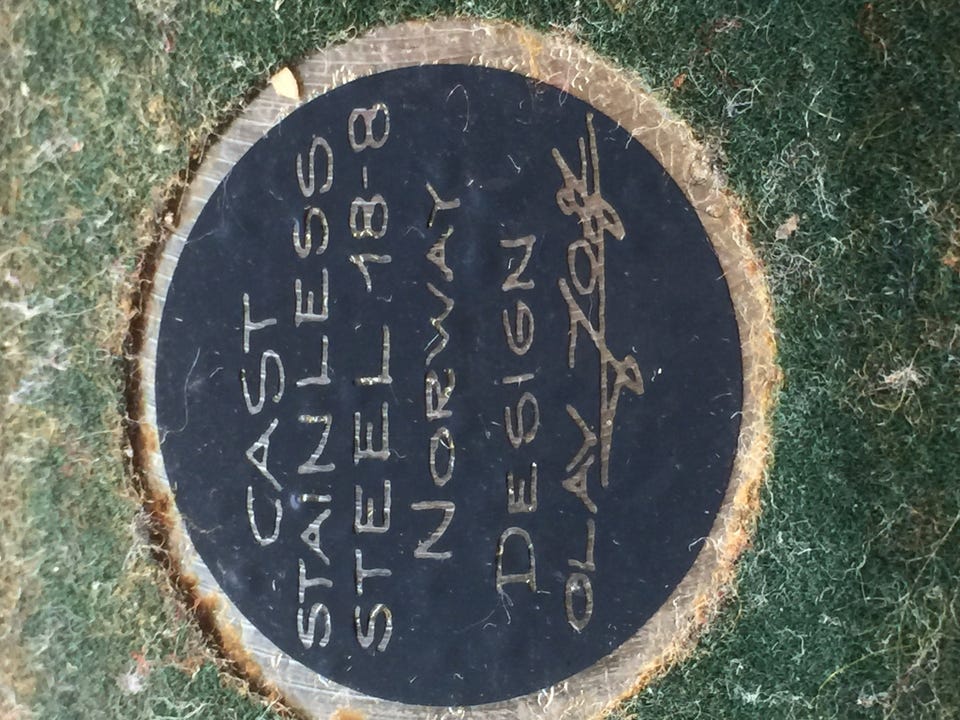 CAST
STAINLESS
STEEL 18-8
NORWAY
DESIGN
OLAV